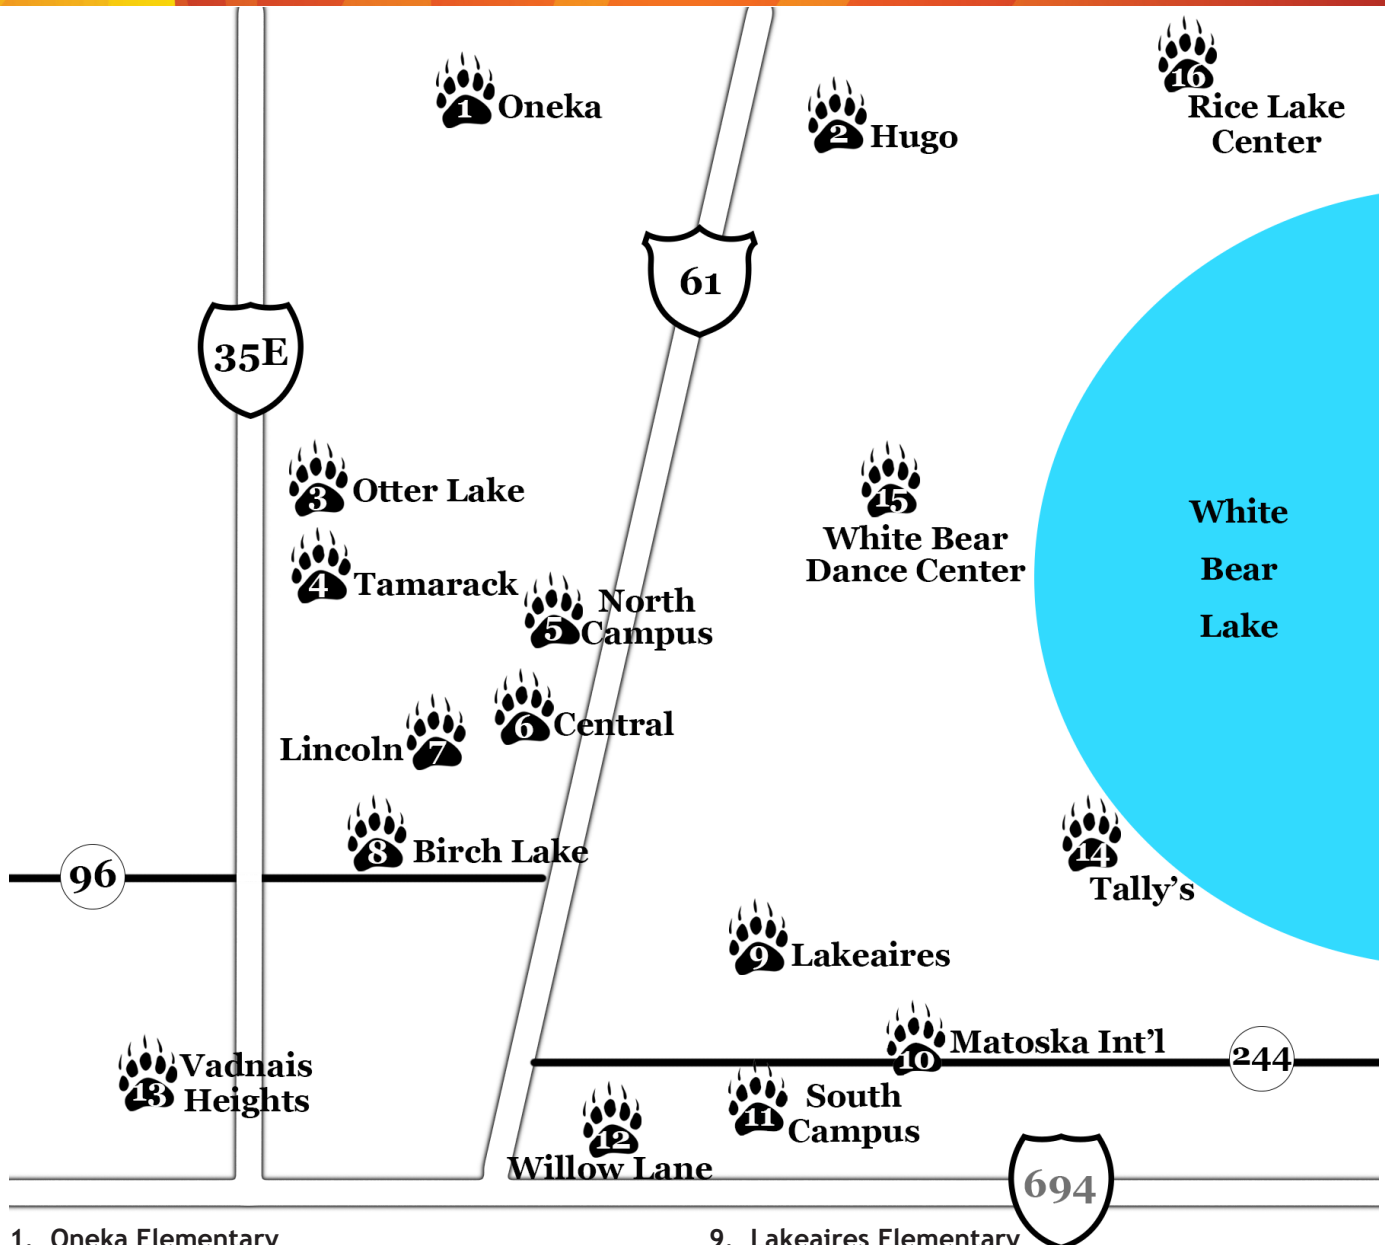 16
Rice Lake
Center
1 Oneka
2 Hugo
61
35E
3 Otter Lake
15
White Bear
Dance Center
White
Bear
Lake
4 Tamarack
5 North
Campus
6 Central
Lincoln 7
8 Birch Lake
96
14
Tally's
9 Lakeaires
10 Matoska Int'l
244
13 Vadnais
Heights
11 South
Campus
12
Willow Lane
694
1. Oneka Elementary
9. Lakeaires Elementary